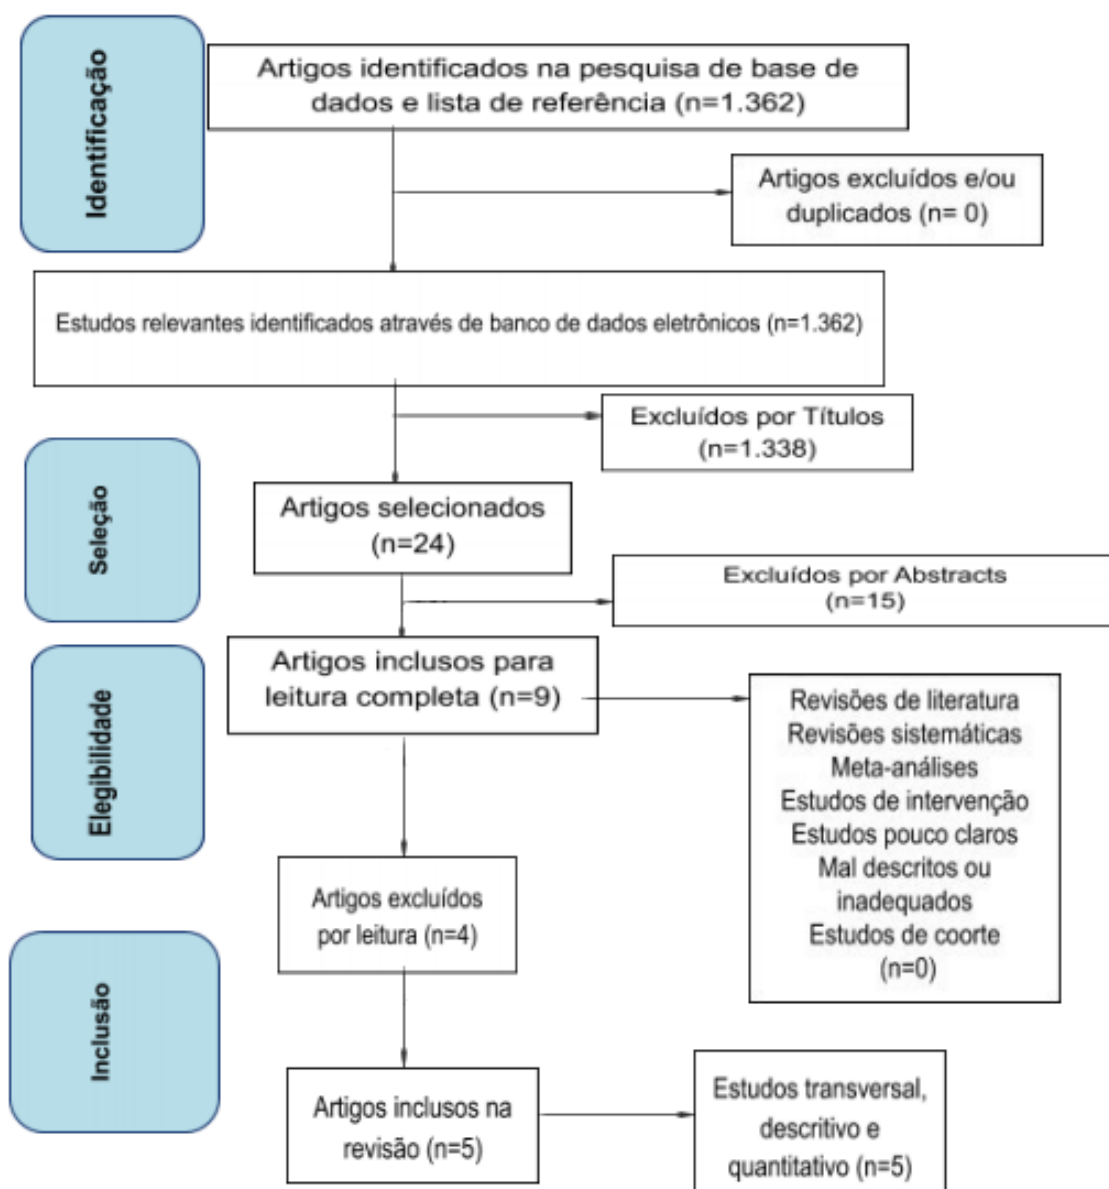 Identificação
Artigos identificados na pesquisa de base de
dados e lista de referência (n=1.362)
Artigos excluídos e/ou
duplicados (n= 0)
Estudos relevantes identificados através de banco de dados eletrônicos (n=1.362)
Excluídos por Títulos
(n=1.338)
Seleção
Artigos selecionados
(n=24)
Excluídos por Abstracts
(n=15)
Elegibilidade
Artigos inclusos para
leitura completa (n=9)
Revisões de literatura
Revisões sistemáticas
Meta-análises
Estudos de intervenção
Estudos pouco claros
Mal descritos ou
inadequados
Estudos de coorte
(n=0)
Artigos excluídos
por leitura (n=4)
Inclusão
Artigos inclusos na
revisão (n=5)
Estudos transversal,
descritivo e
quantitativo (n=5)